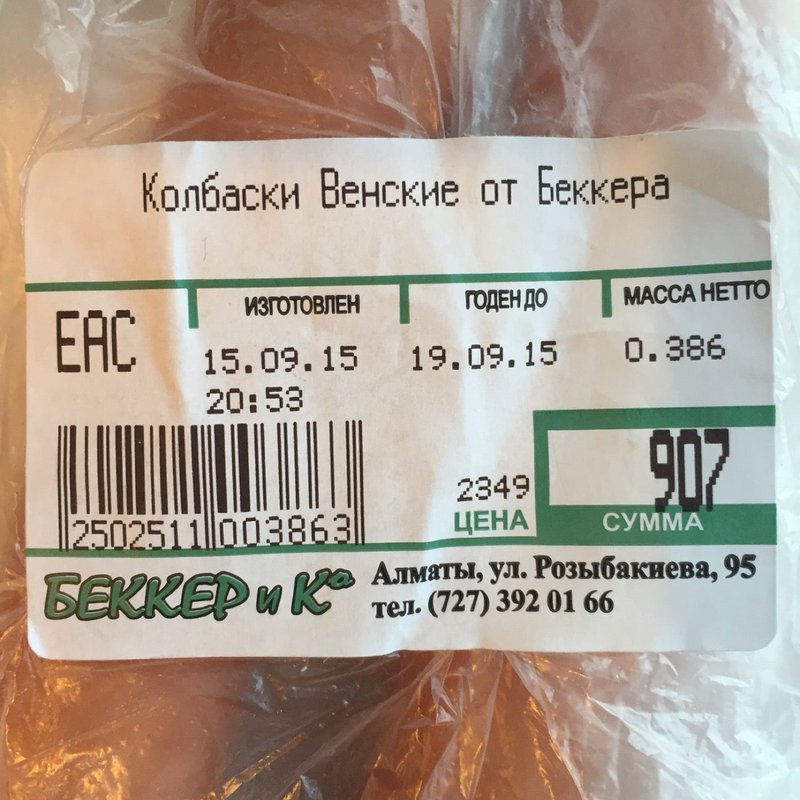 Колбаски Венские от Беккера
ИЗГОТОВЛЕН
ГОДЕН ДО
МАССА НЕТТО
EAC
15.09.15
19.09.15
0.386
20:53
907
2349
ЦЕНА
СУММА
2502511 003863
БЕККЕР и Ка
Алматы, ул. Розыбакиева, 95
тел. (727) 392 01 66